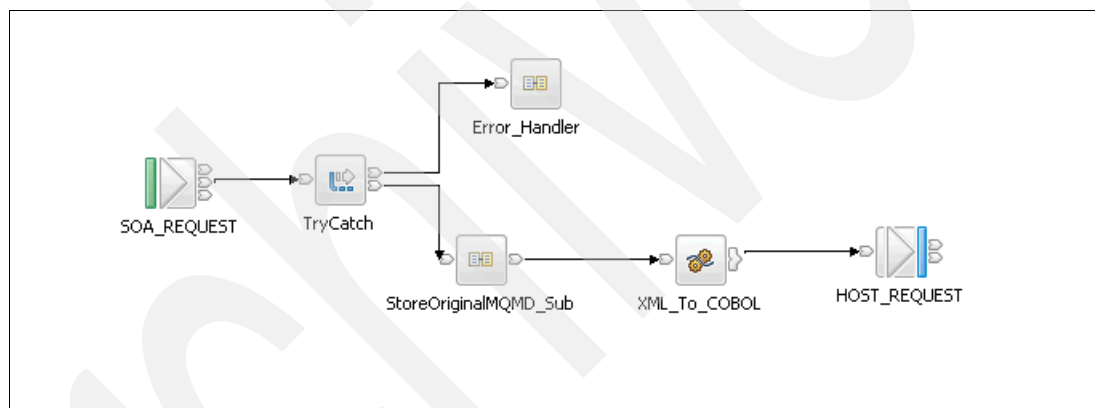 Error_Handler
SOA_REQUEST
TryCatch
StoreOriginalMQMD_Sub
XML_To_COBOL
HOST_REQUEST